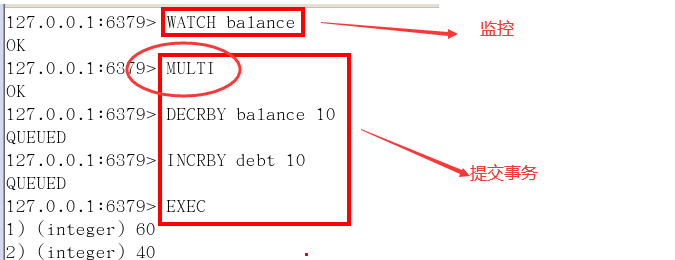 127.0.0.1:6379> WATCH balance
监控
OK
127.0.0.1:6379> MULTI
OK
127.0.0.1:6379> DECRBY balance 10
QUEUED
127.0.0.1:6379> INCRBY debt 10
提交事务
QUEUED
127.0.0.1:6379> EXEC
1) (integer) 60
2) (integer) 40